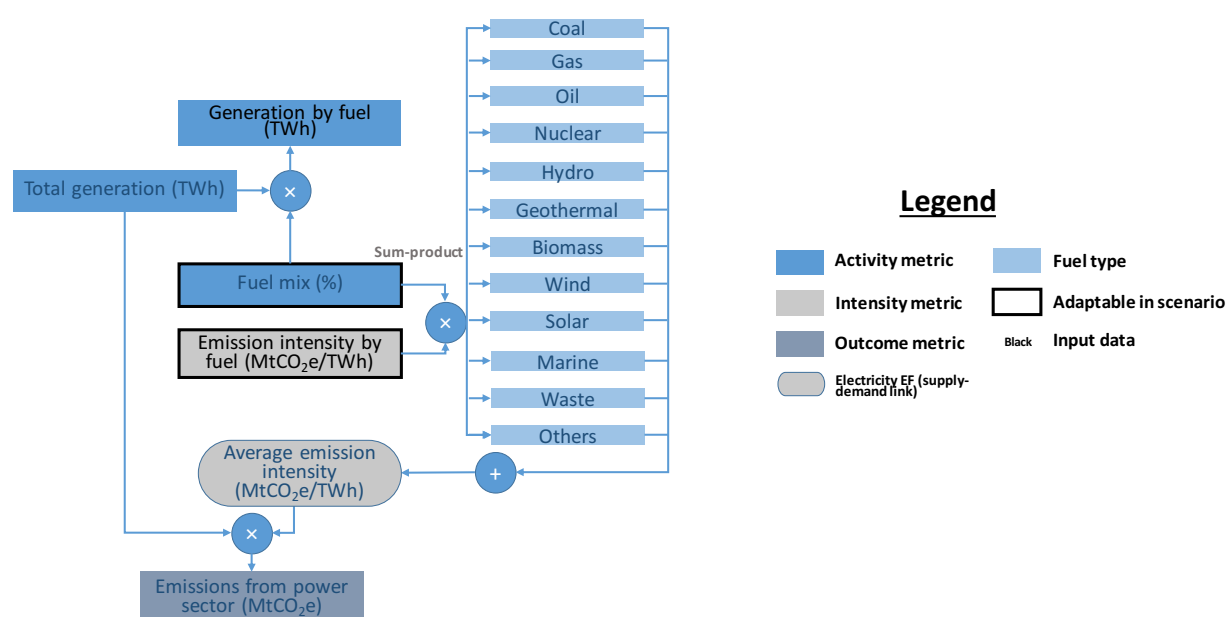 Coal
Gas
Oil
Nuclear
Hydro
Geothermal
Biomass
Wind
Solar
Marine
Waste
Others
Generation by fuel
(TWh)
×
Total generation (TWh)
Sum-product
Fuel mix (%)
×
Emission intensity by
fuel (MtCO₂e/TWh)
Average emission
intensity
(MtCO₂e/TWh)
+
×
Emissions from power
sector (MtCO₂e)
Legend
Activity metric
Fuel type
Intensity metric
Adaptable in scenario
Outcome metric
Black
Input data
Electricity EF (supply-
demand link)